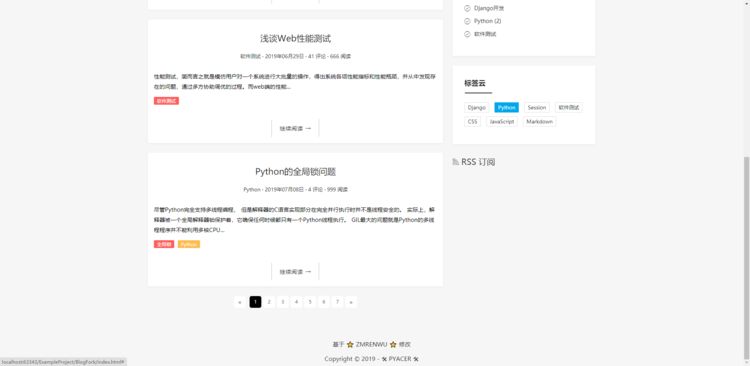 浅谈Web性能测试
软件测试 - 2019年06月29日 - 41 评论 - 666 阅读
性能测试，简而言之就是模仿用户对一个系统进行大批量的操作，得出系统各项性能指标和性能瓶颈，并从中发现存
在的问题，通过多方协助调优的过程。而web端的性能...
软件测试
继续阅读 →
Python的全局锁问题
Python - 2019年07月08日 - 4 评论 - 999 阅读
尽管Python完全支持多线程编程， 但是解释器的C语言实现部分在完全并行执行时并不是线程安全的。 实际上，解
释器被一个全局解释器锁保护着，它确保任何时候都只有一个Python线程执行。 GIL最大的问题就是Python的多线
程程序并不能利用多核CPU...
全局锁 Python
继续阅读 →
« 1 2 3 4 5 6 7 »
Django开发
Python (2)
软件测试
标签云
Django Python Session 软件测试
CSS JavaScript Markdown
RSS 订阅
基于 ZMRENWU 修改
Copyright © 2019 - PYACER
localhost:63343/ExampleProject/BlogFork/index.html#